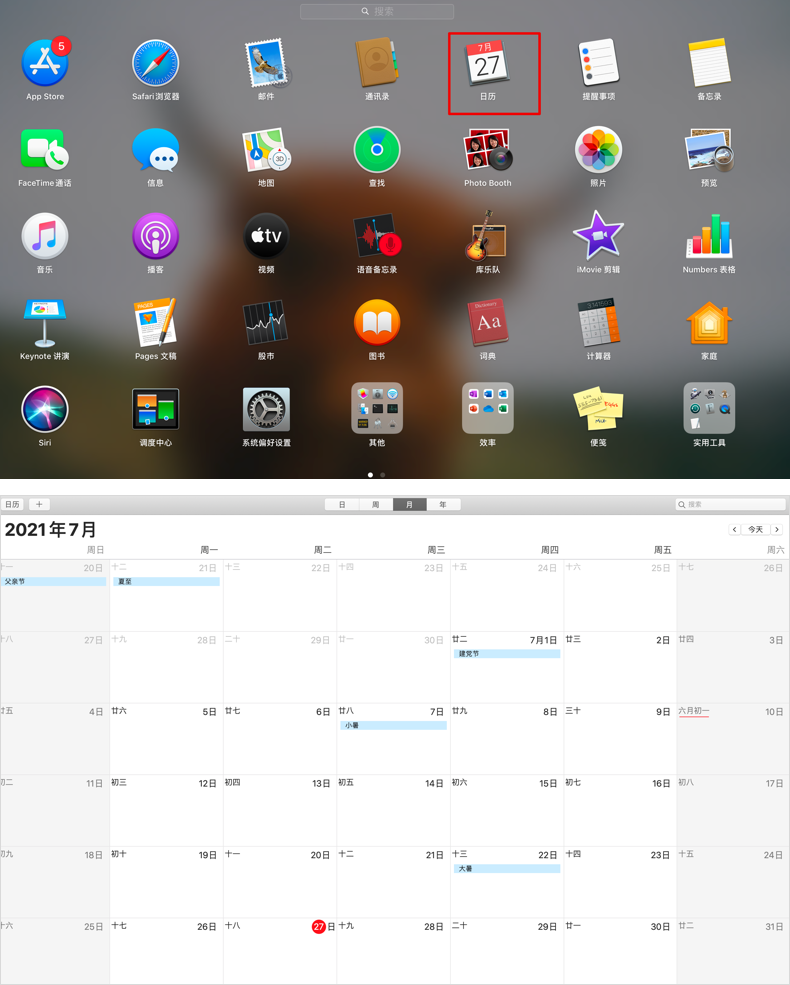 搜索
5
7月
27
App Store
Safari浏览器
邮件
通讯录
日历
提醒事项
备忘录
3D
FaceTime通话
信息
地图
查找
Photo Booth
照片
预览
tv
音乐
播客
视频
语音备忘录
库乐队
iMovie 剪辑
Numbers 表格
PAGES
Dictionary
Aa
Keynote 讲演
Pages 文稿
股市
图书
词典
计算器
家庭
Siri
调度中心
系统偏好设置
其他
效率
便笺
实用工具
日历
+
日 周 月 年
搜索
2021年7月
< 今天 >
周日 周一 周二 周三 周四 周五 周六
十一 20日 十二 21日 十三 22日 十四 23日 十五 24日 十六 25日 十七 26日
父亲节 夏至
十八 27日 十九 28日 二十 29日 廿一 30日 廿二 7月1日 廿三 2日 廿四 3日
建党节
廿五 4日 廿六 5日 廿七 6日 廿八 7日 廿九 8日 三十 9日 六月初一 10日
小暑
初二 11日 初三 12日 初四 13日 初五 14日 初六 15日 初七 16日 初八 17日
初九 18日 初十 19日 十一 20日 十二 21日 十三 22日 十四 23日 十五 24日
大暑
十六 25日 十七 26日 十八 27日 十九 28日 二十 29日 廿一 30日 廿二 31日